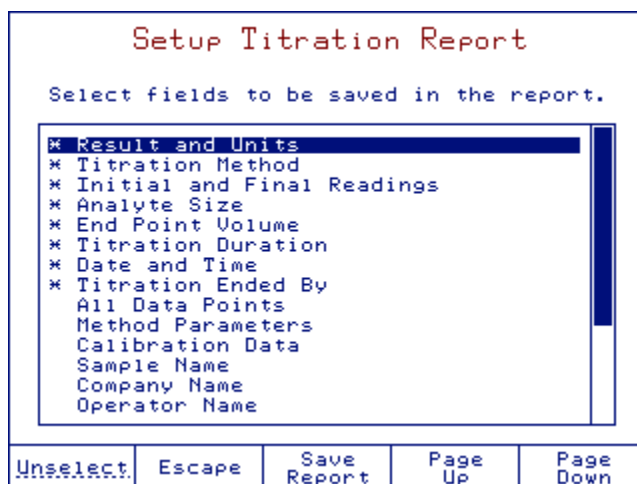 Setup Titration Report
Select fields to be saved in the report.
* Result and Units
* Titration Method
* Initial and Final Readings
* Analyte Size
* End Point Volume
* Titration Duration
* Date and Time
* Titration Ended By
All Data Points
Method Parameters
Calibration Data
Sample Name
Company Name
Operator Name
Unselect
Escape
Save
Report
Page
Up
Page
Down